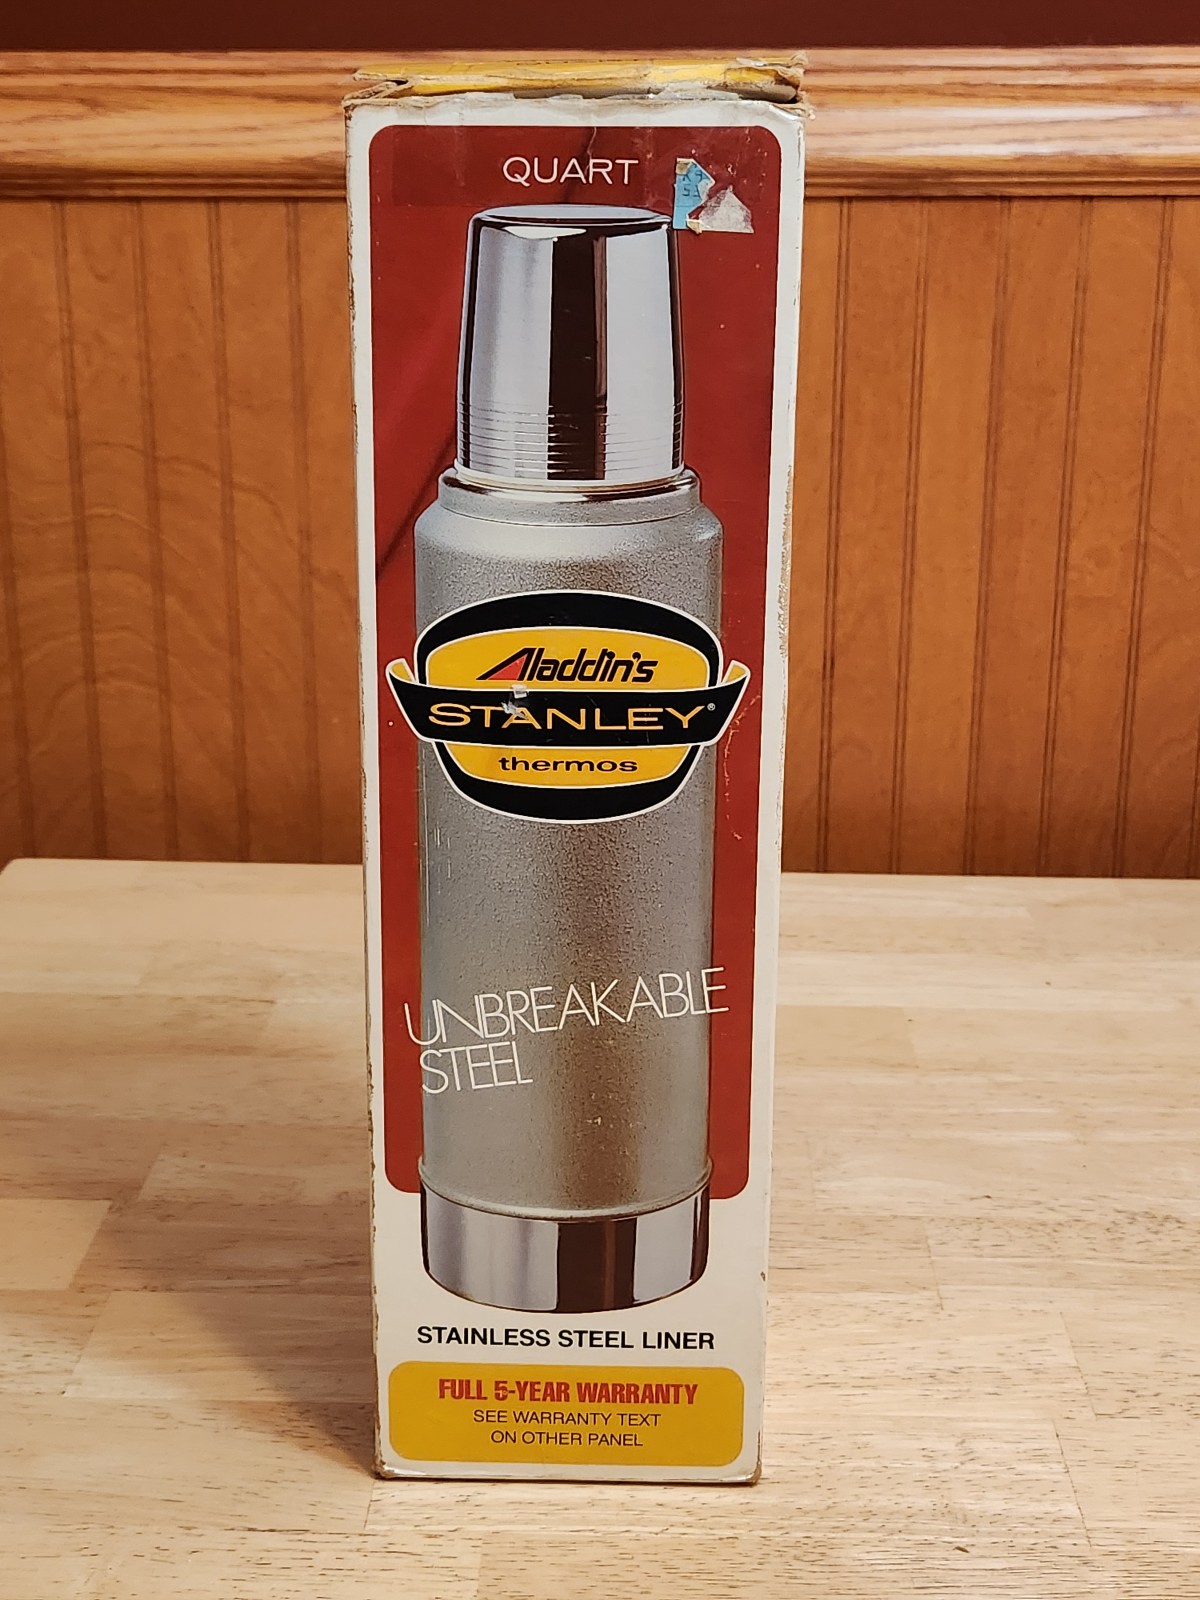 QUART
Aladdin's
STANLEY®
thermos
UNBREAKABLE
STEEL
STAINLESS STEEL LINER
FULL 5-YEAR WARRANTY
SEE WARRANTY TEXT
ON OTHER PANEL